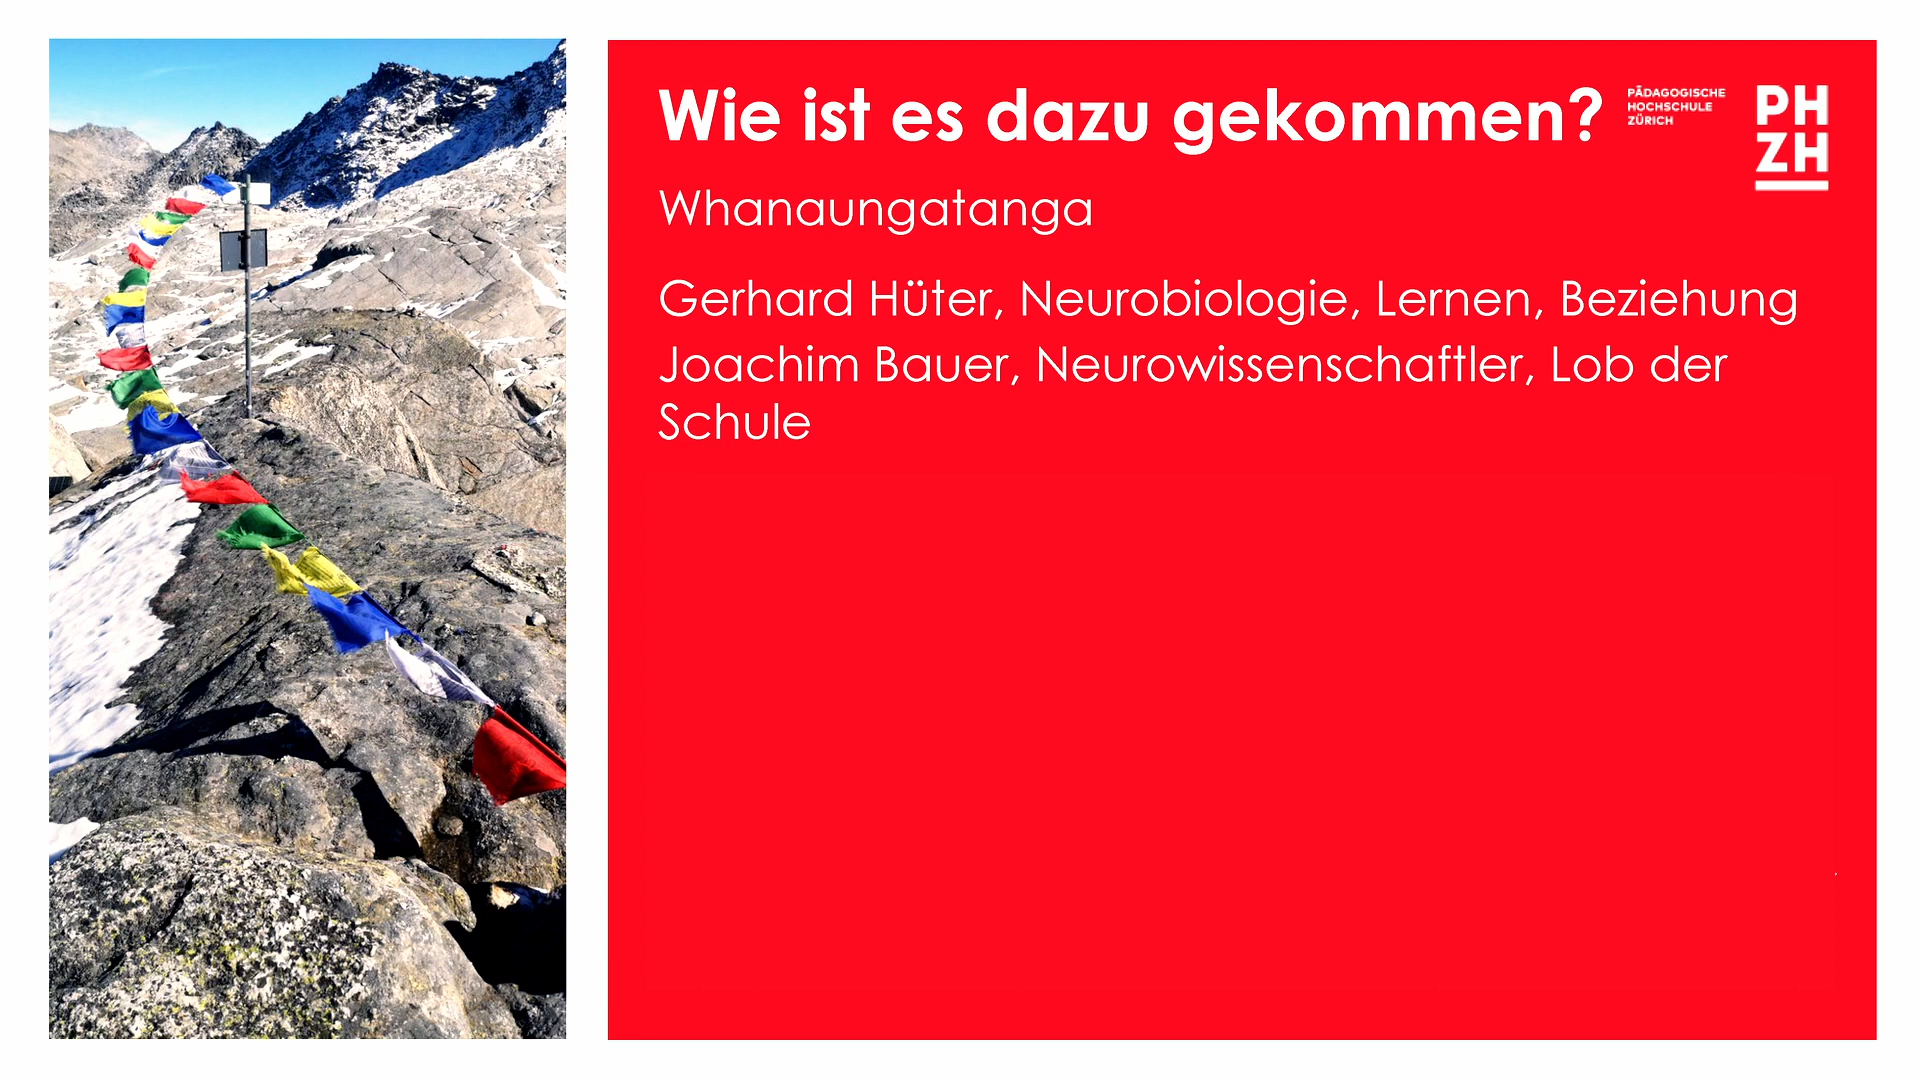 Wie ist es dazu gekommen?
PÄDAGOGISCHE
HOCHSCHULE
ZÜRICH
PH
ZH
Whanaungatanga
Gerhard Hüter, Neurobiologie, Lernen, Beziehung
Joachim Bauer, Neurowissenschaftler, Lob der
Schule